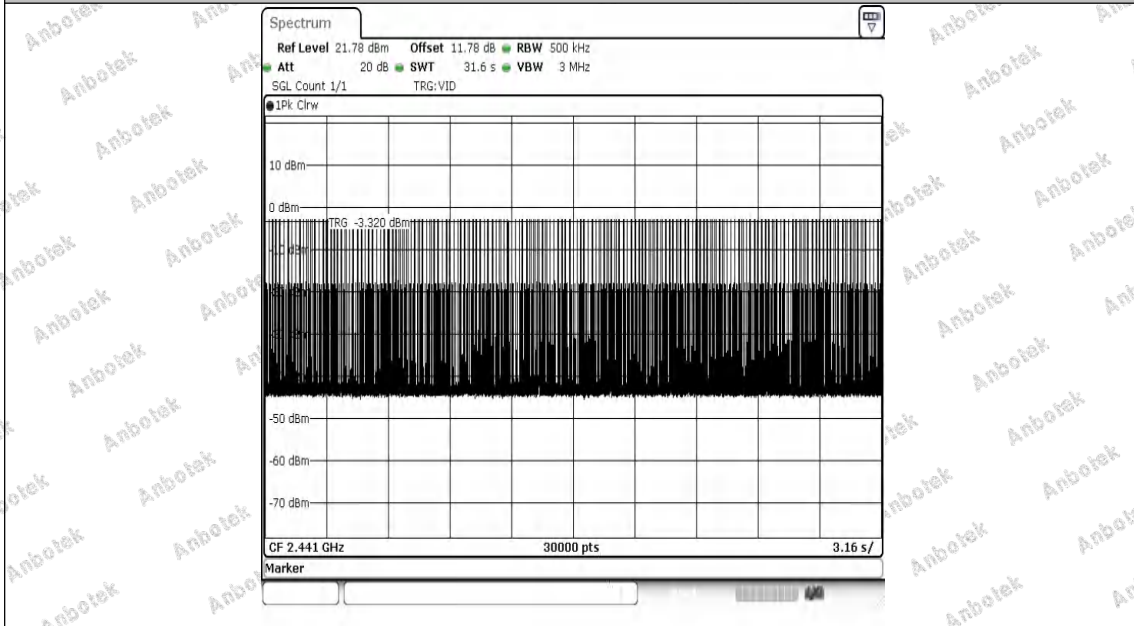 Spectrum
Ref Level 21.78 dBm Offset 11.78 dB RBW 500 kHz
Att 20 dB SWT 31.6 s VBW 3 MHz
SGL Count 1/1 TRG:VID
1Pk Clrw
10 dBm
0 dBm
TRG -3.320 dBm
-50 dBm
-60 dBm
-70 dBm
CF 2.441 GHz 30000 pts 3.16 s/
Marker
Anbotek